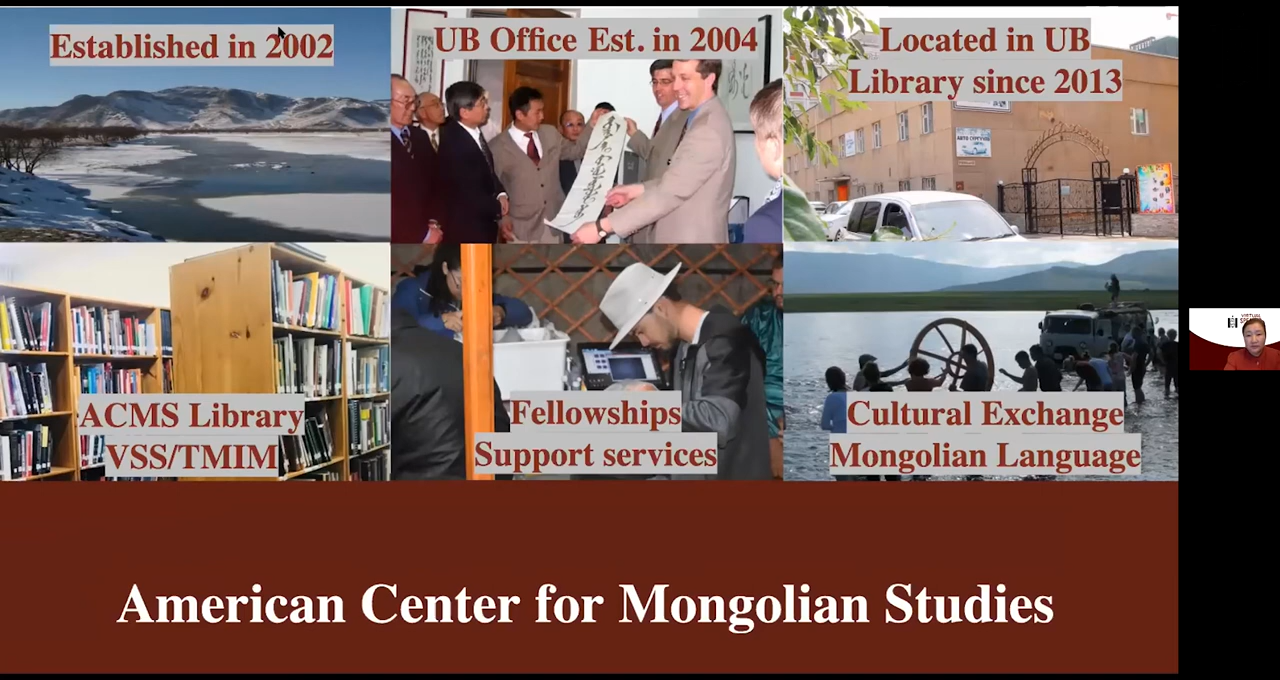 Established in 2002
UB Office Est. in 2004
Located in UB
Library since 2013
ACMS Library
VSS/TMIM
Fellowships
Support services
Cultural Exchange
Mongolian Language
American Center for Mongolian Studies